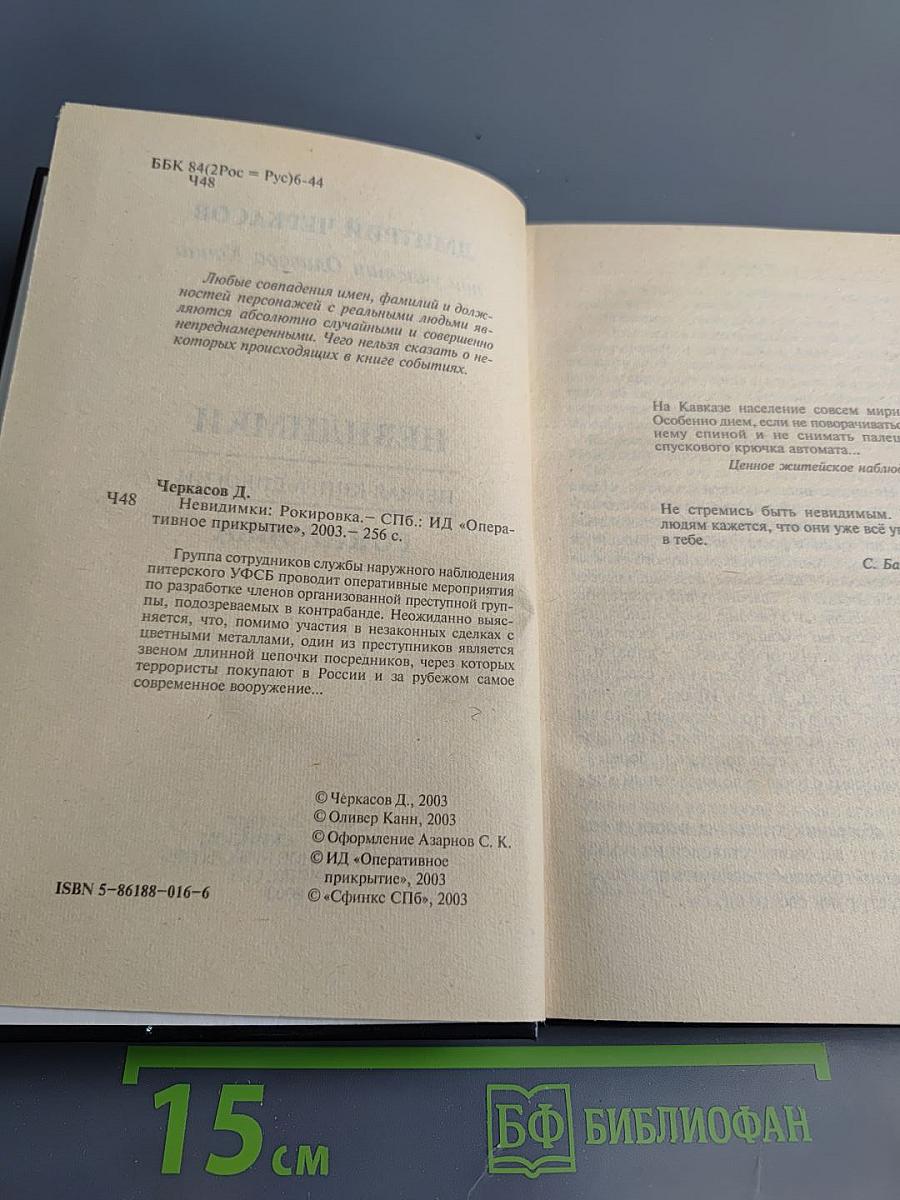 ББК 84(2Рос = Рус)6-44
Ч48
Любые совпадения имен, фамилий и долж-
ностей персонажей с реальными людьми яв-
ляются абсолютно случайными и совершенно
непреднамеренными. Чего нельзя сказать о не-
которых происходящих в книге событиях.
Черкасов Д.
Ч48
Невидимки: Рокировка.– СПб.: ИД «Опера-
тивное прикрытие», 2003.– 256 с.
Группа сотрудников службы наружного наблюдения
питерского УФСБ проводит оперативные мероприятия
по разработке членов организованной преступной груп-
пы, подозреваемых в контрабанде. Неожиданно выяс-
няется, что, помимо участия в незаконных сделках с
цветными металлами, один из преступников является
звеном длинной цепочки посредников, через которых
террористы покупают в России и за рубежом самое
современное вооружение...
© Черкасов Д., 2003
© Оливер Канн, 2003
© Оформление Азарнов С. К.
© ИД «Оперативное
прикрытие», 2003
© «Сфинкс СПб», 2003
ISBN 5–86188–016–6
На Кавказе население совсем мирн
Особенно днем, если не поворачиватьс
нему спиной и не снимать палец
спускового крючка автомата...
Ценное житейское наблюд
Не стремись быть невидимым.
людям кажется, что они уже всё у
в тебе.
С. Ба
15 см
БФ БИБЛИОФАН